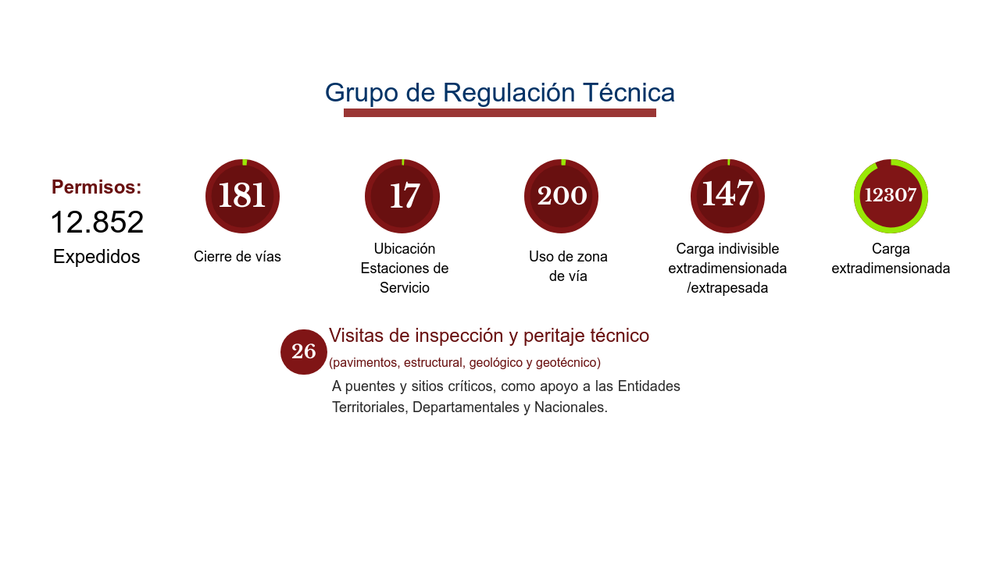 Grupo de Regulación Técnica
Permisos:
12.852
Expedidos
181
Cierre de vías
17
Ubicación
Estaciones de
Servicio
200
Uso de zona
de vía
147
Carga indivisible
extradimensionada
/extrapesada
12307
Carga
extradimensionada
26
Visitas de inspección y peritaje técnico
(pavimentos, estructural, geológico y geotécnico)
A puentes y sitios críticos, como apoyo a las Entidades
Territoriales, Departamentales y Nacionales.